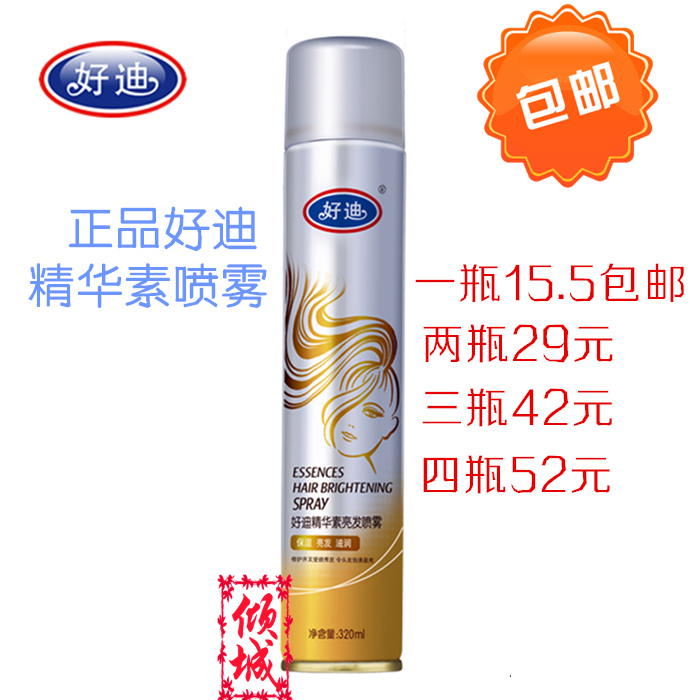 好迪
包邮
正品好迪
精华素喷雾
一瓶15.5包邮
两瓶29元
三瓶42元
四瓶52元
好迪
®
ESSENCES
HAIR BRIGHTENING
SPRAY
好迪精华素亮发喷雾
保湿 亮发 滋润
净含量:320ml
倾城